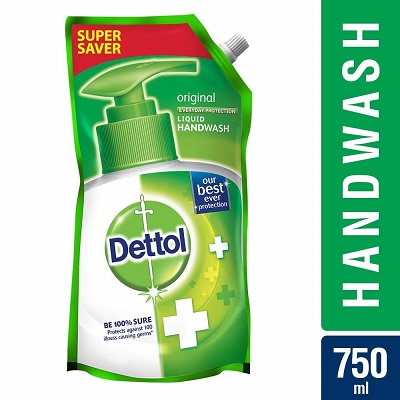 SUPER
SAVER
original
EVERYDAY PROTECTION
LIQUID
HANDWASH
our
best
ever
+ protection
Dettol
BE 100% SURE
Protects against 100
illness causing germs*
HANDWASH
750
ml